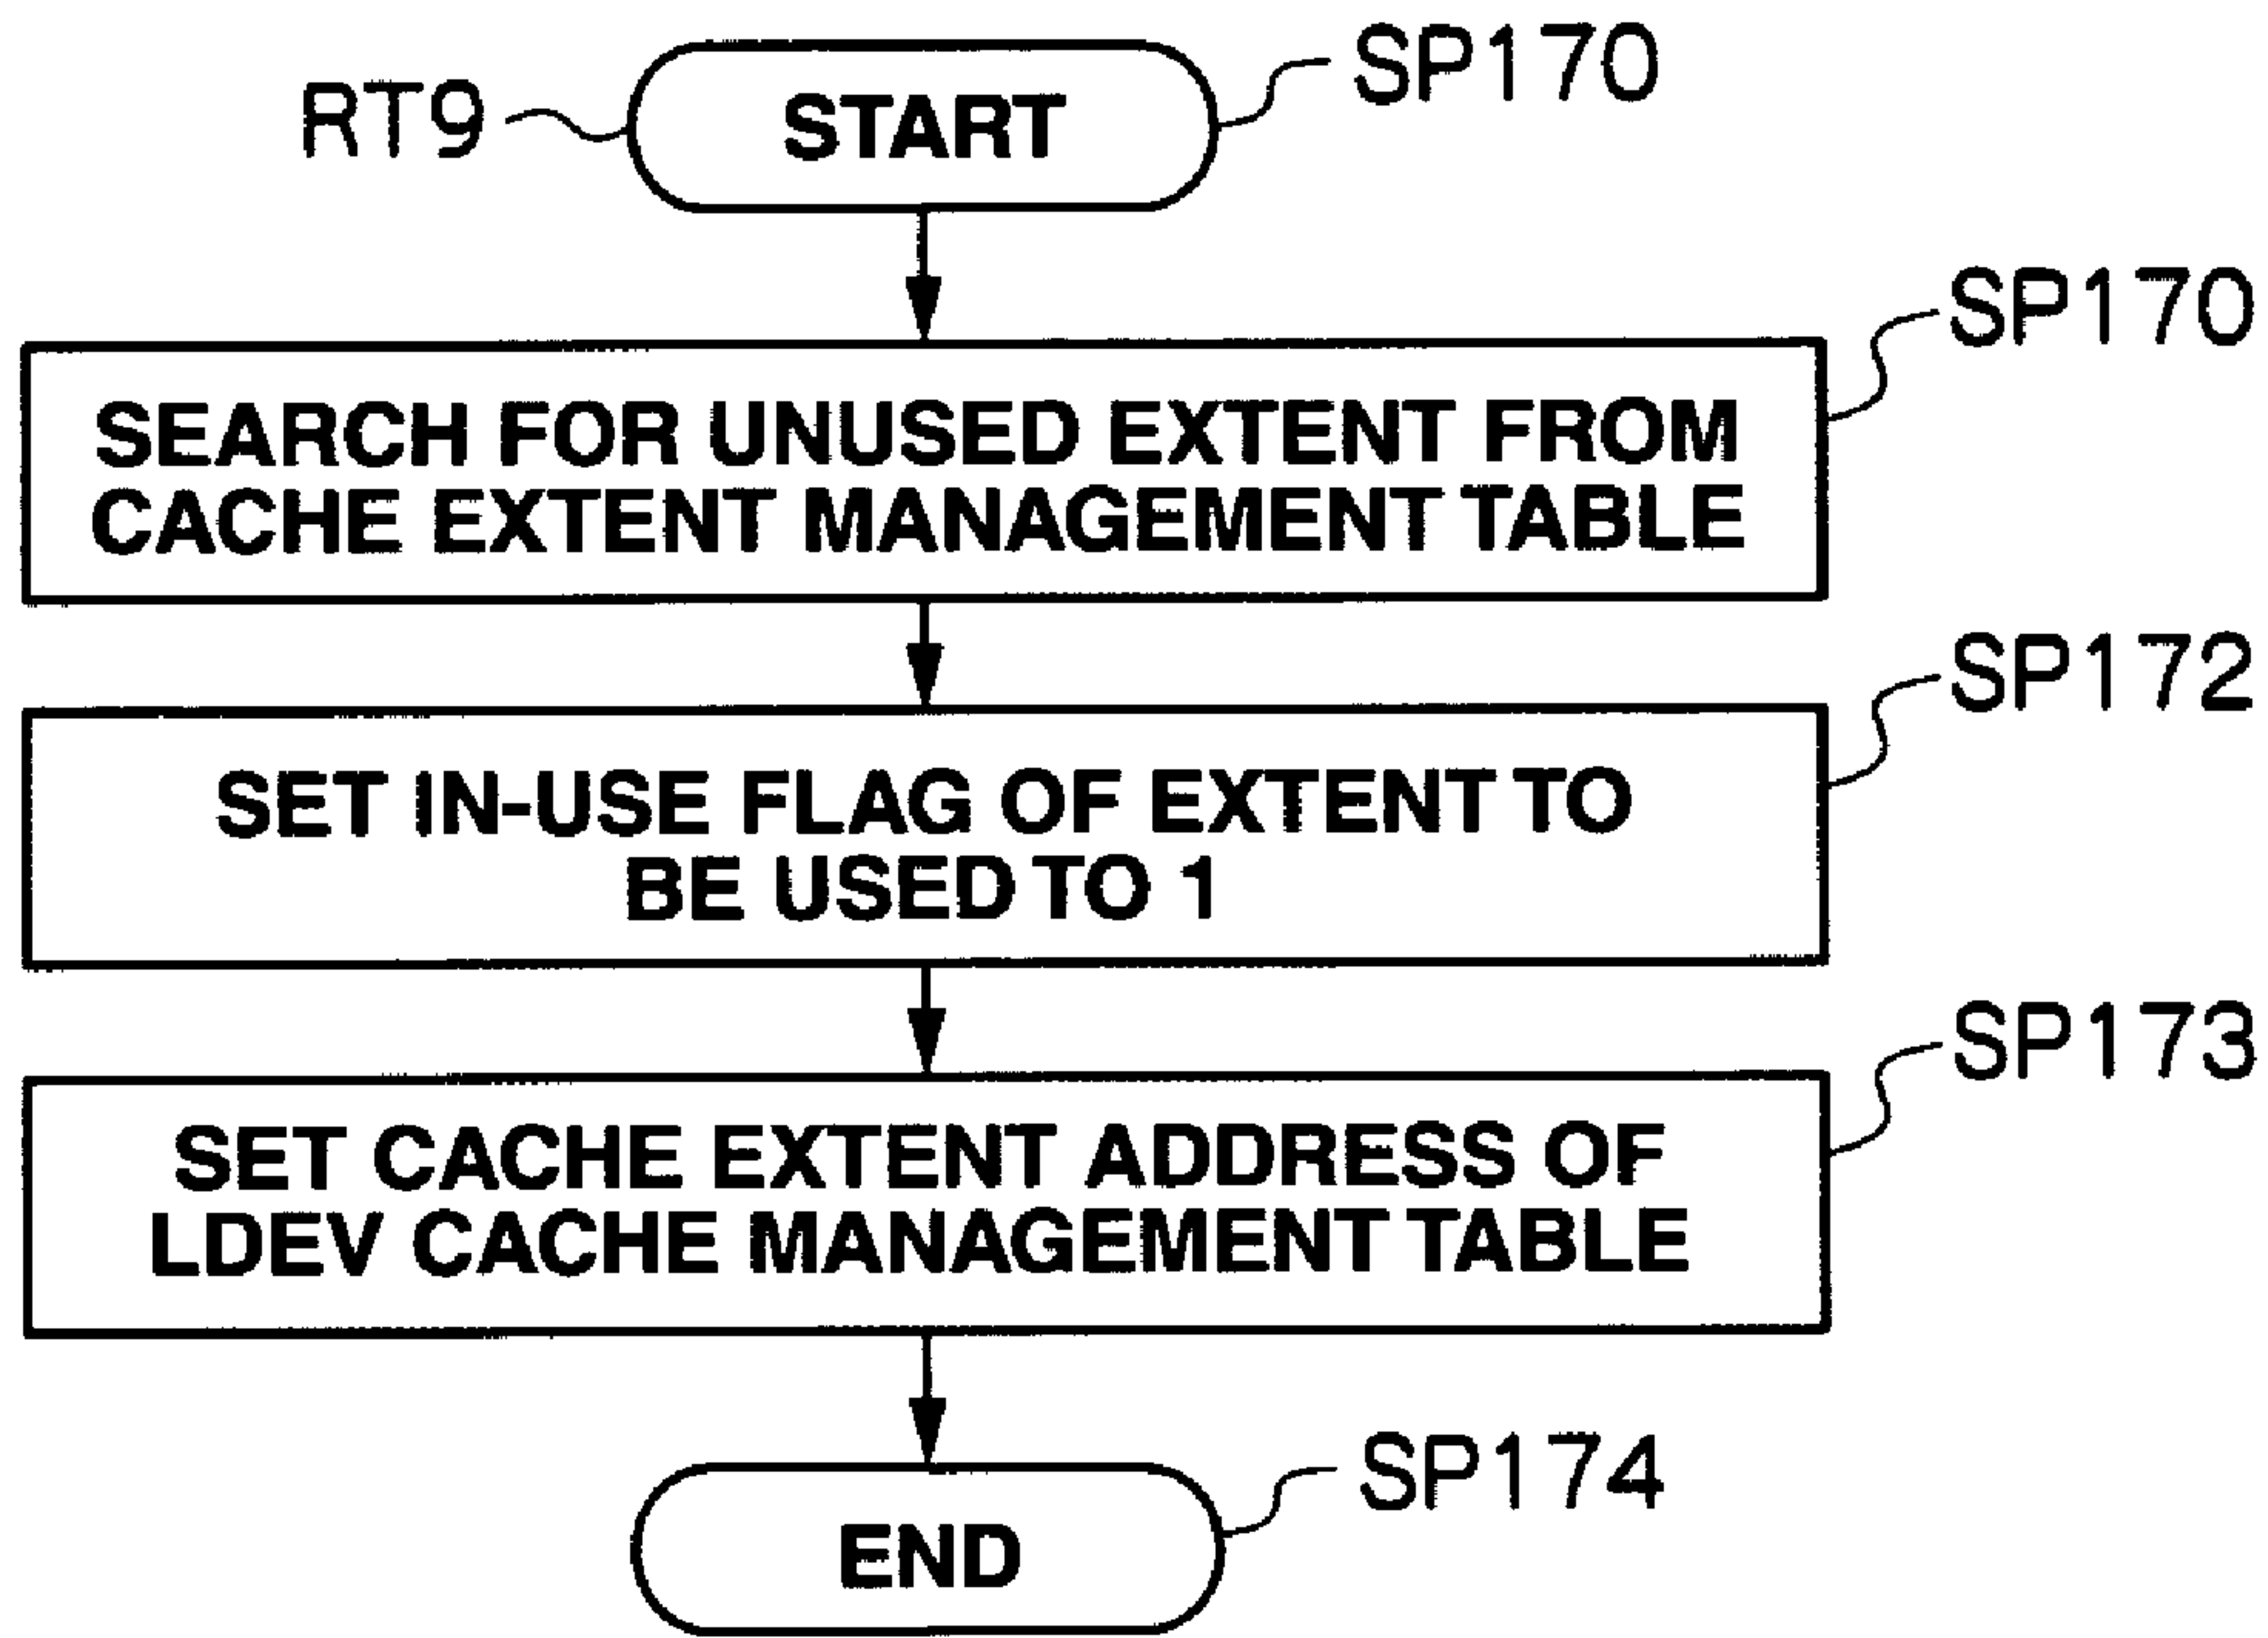 RT9
START
SP170
SP170
SEARCH FOR UNUSED EXTENT FROM
CACHE EXTENT MANAGEMENT TABLE
SP172
SET IN-USE FLAG OF EXTENT TO
BE USED TO 1
SP173
SET CACHE EXTENT ADDRESS OF
LDEV CACHE MANAGEMENT TABLE
SP174
END